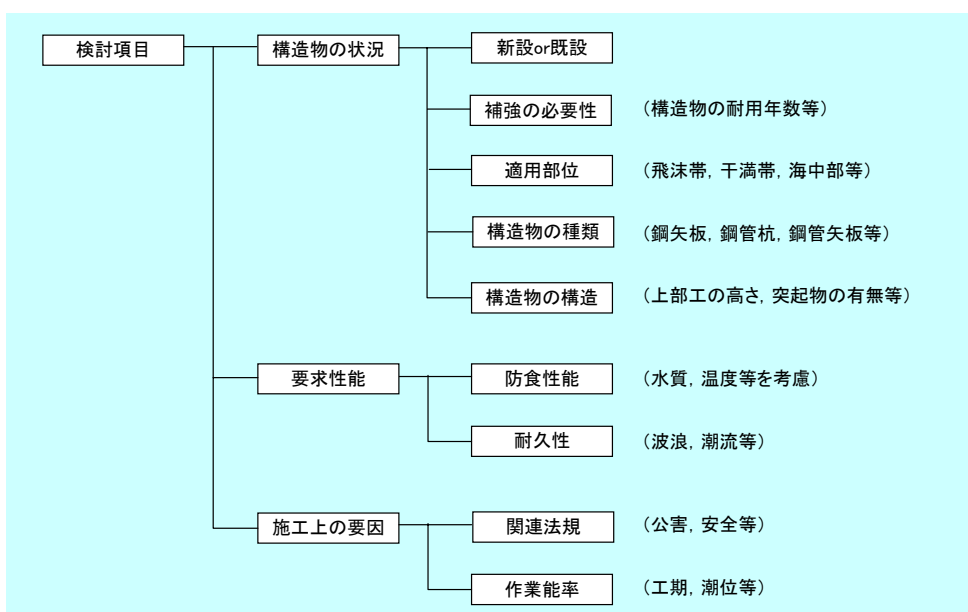 検討項目
構造物の状況
新設or既設
補強の必要性 （構造物の耐用年数等）
適用部位 （飛沫帯, 干満帯, 海中部等）
構造物の種類 （鋼矢板, 鋼管杭, 鋼管矢板等）
構造物の構造 （上部工の高さ, 突起物の有無等）
要求性能
防食性能 （水質, 温度等を考慮）
耐久性 （波浪, 潮流等）
施工上の要因
関連法規 （公害, 安全等）
作業能率 （工期, 潮位等）